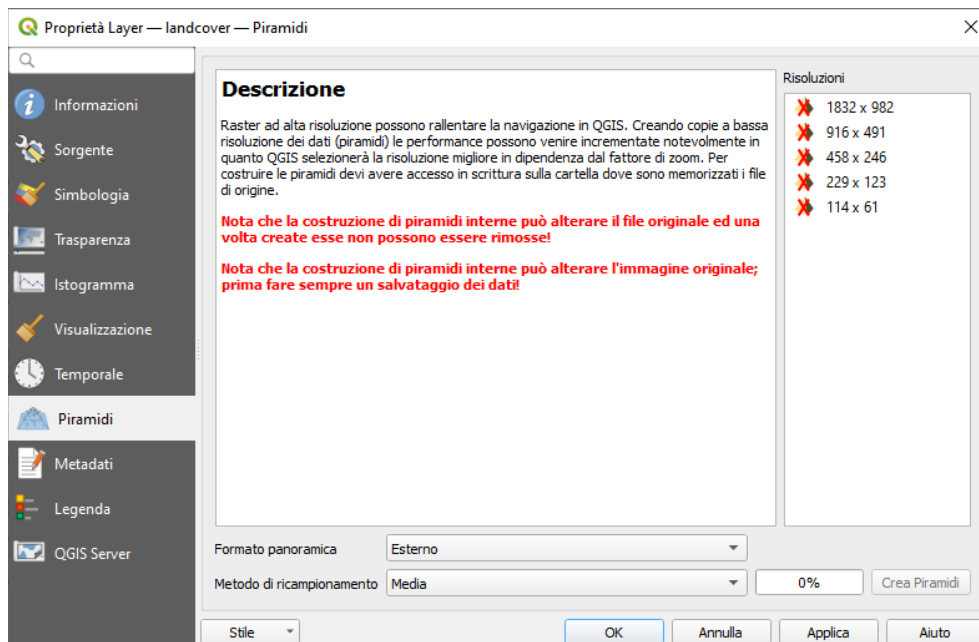 Proprietà Layer — landcover — Piramidi
Informazioni
Sorgente
Simbologia
Trasparenza
Istogramma
Visualizzazione
Temporale
Piramidi
Metadati
Legenda
QGIS Server
Descrizione
Raster ad alta risoluzione possono rallentare la navigazione in QGIS. Creando copie a bassa
risoluzione dei dati (piramidi) le performance possono venire incrementate notevolmente in
quanto QGIS selezionerà la risoluzione migliore in dipendenza dal fattore di zoom. Per
costruire le piramidi devi avere accesso in scrittura sulla cartella dove sono memorizzati i file
di origine.
Nota che la costruzione di piramidi interne può alterare il file originale ed una
volta create esse non possono essere rimosse!
Nota che la costruzione di piramidi interne può alterare l'immagine originale;
prima fare sempre un salvataggio dei dati!
Risoluzioni
1832 x 982
916 x 491
458 x 246
229 x 123
114 x 61
Formato panoramica Esterno
Metodo di ricampionamento Media 0% Crea Piramidi
Stile OK Annulla Applica Aiuto